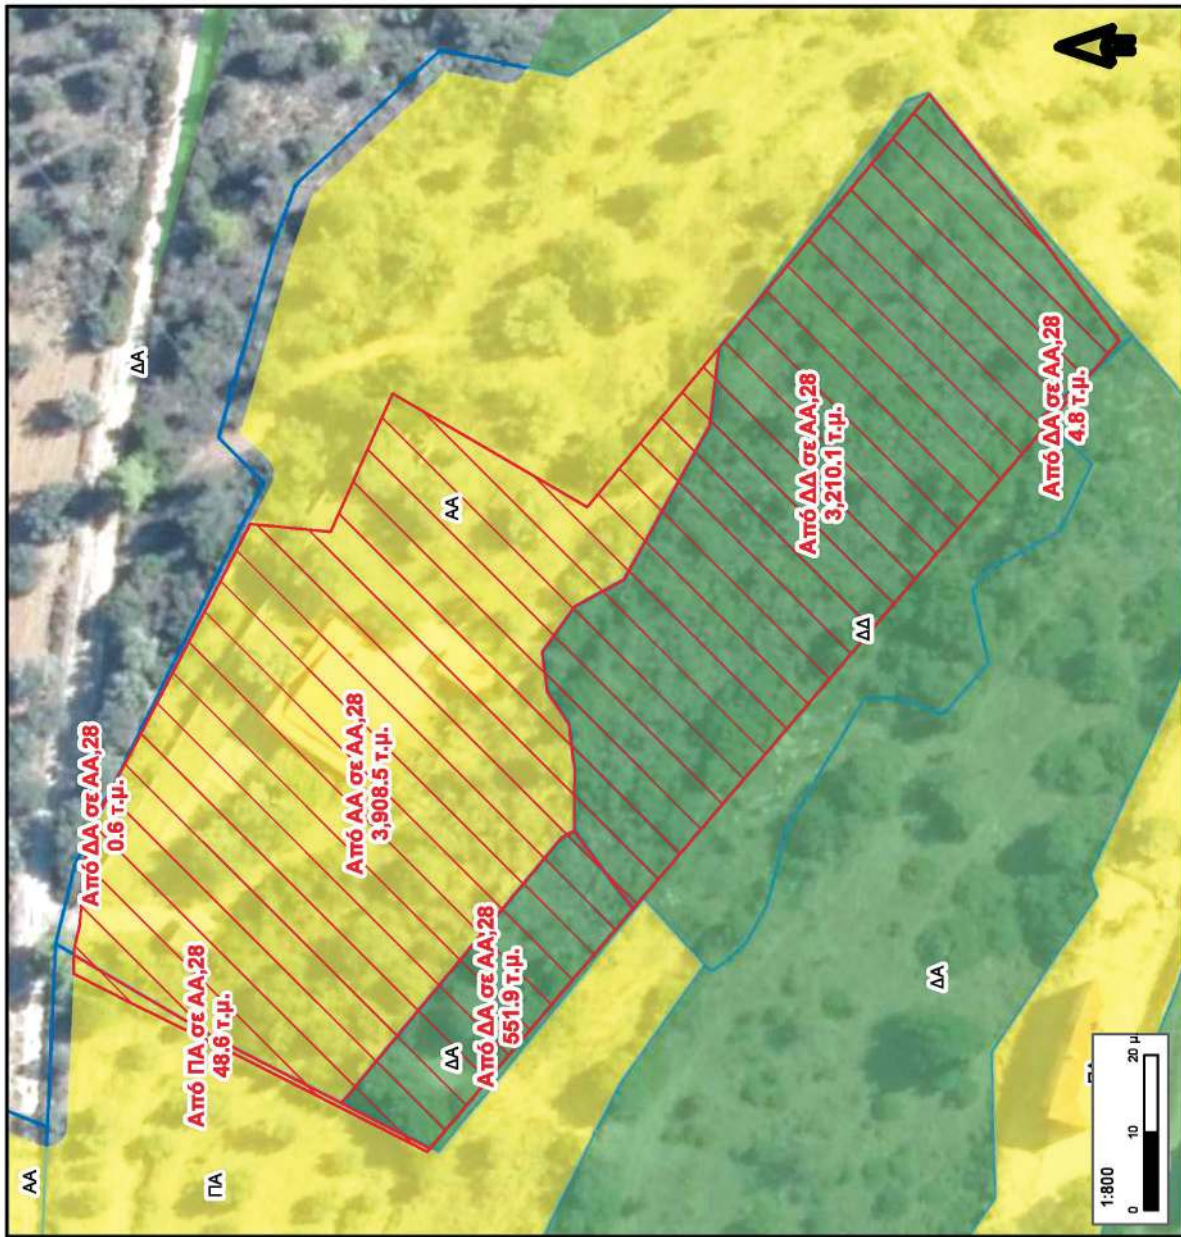 ΑΑ
ΠΑ
ΔΑ
Από ΔΑ σε ΑΑ,28
0.6 τ.μ.
Από ΠΑ σε ΑΑ,28
48.6 τ.μ.
Από ΑΑ σε ΑΑ,28
3,908.5 τ.μ.
ΑΑ
ΔΑ
Από ΔΑ σε ΑΑ,28
551.9 τ.μ.
Από ΔΔ σε ΑΑ,28
3,210.1 τ.μ.
ΔΔ
Από ΔΑ σε ΑΑ,28
4.8 τ.μ.
ΔΑ
1:800
0 10 20 μ